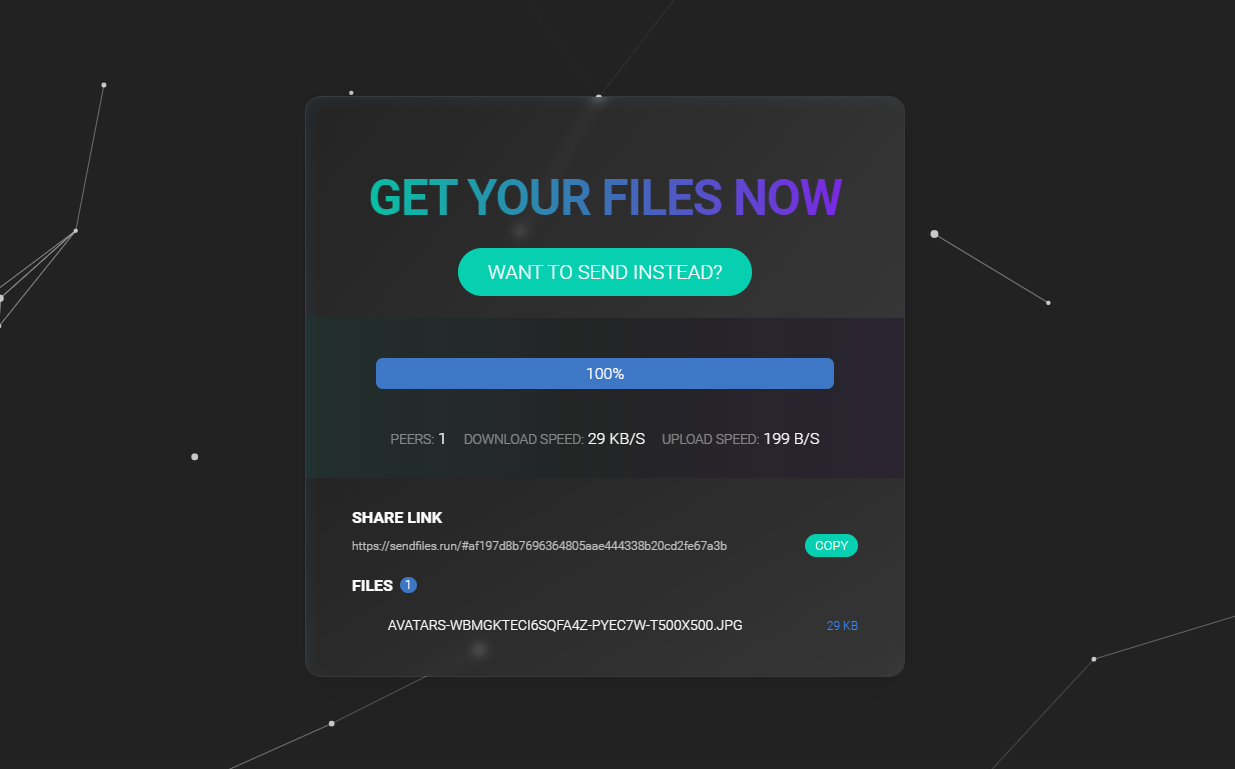 GET YOUR FILES NOW
WANT TO SEND INSTEAD?
100%
PEERS: 1 DOWNLOAD SPEED: 29 KB/S UPLOAD SPEED: 199 B/S
SHARE LINK
https://sendfiles.run/#af197d8b7696364805aae444338b20cd2fe67a3b COPY
FILES 1
AVATARS-WBMGKTECI6SQFA4Z-PYEC7W-T500X500.JPG 29 KB